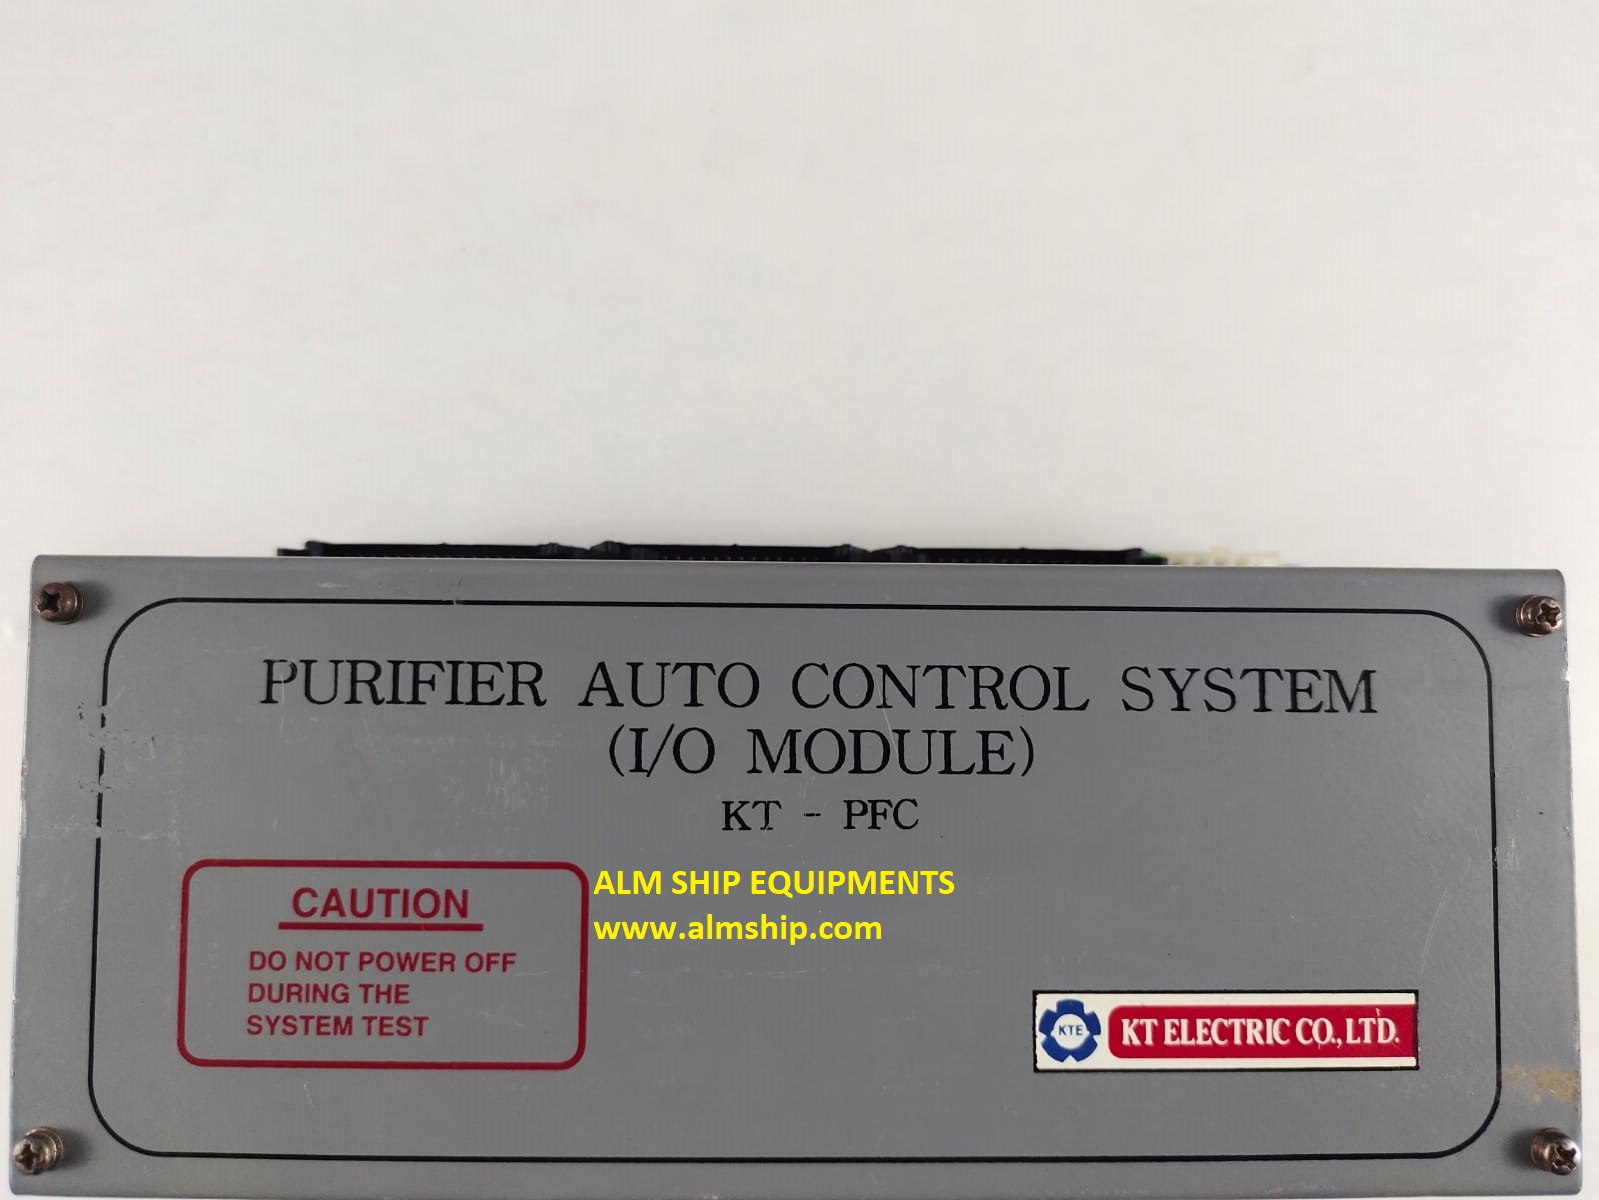 PURIFIER AUTO CONTROL SYSTEM
(I/O MODULE)
KT - PFC
CAUTION
DO NOT POWER OFF
DURING THE
SYSTEM TEST
ALM SHIP EQUIPMENTS
www.almship.com
KTE
KT ELECTRIC CO., LTD.